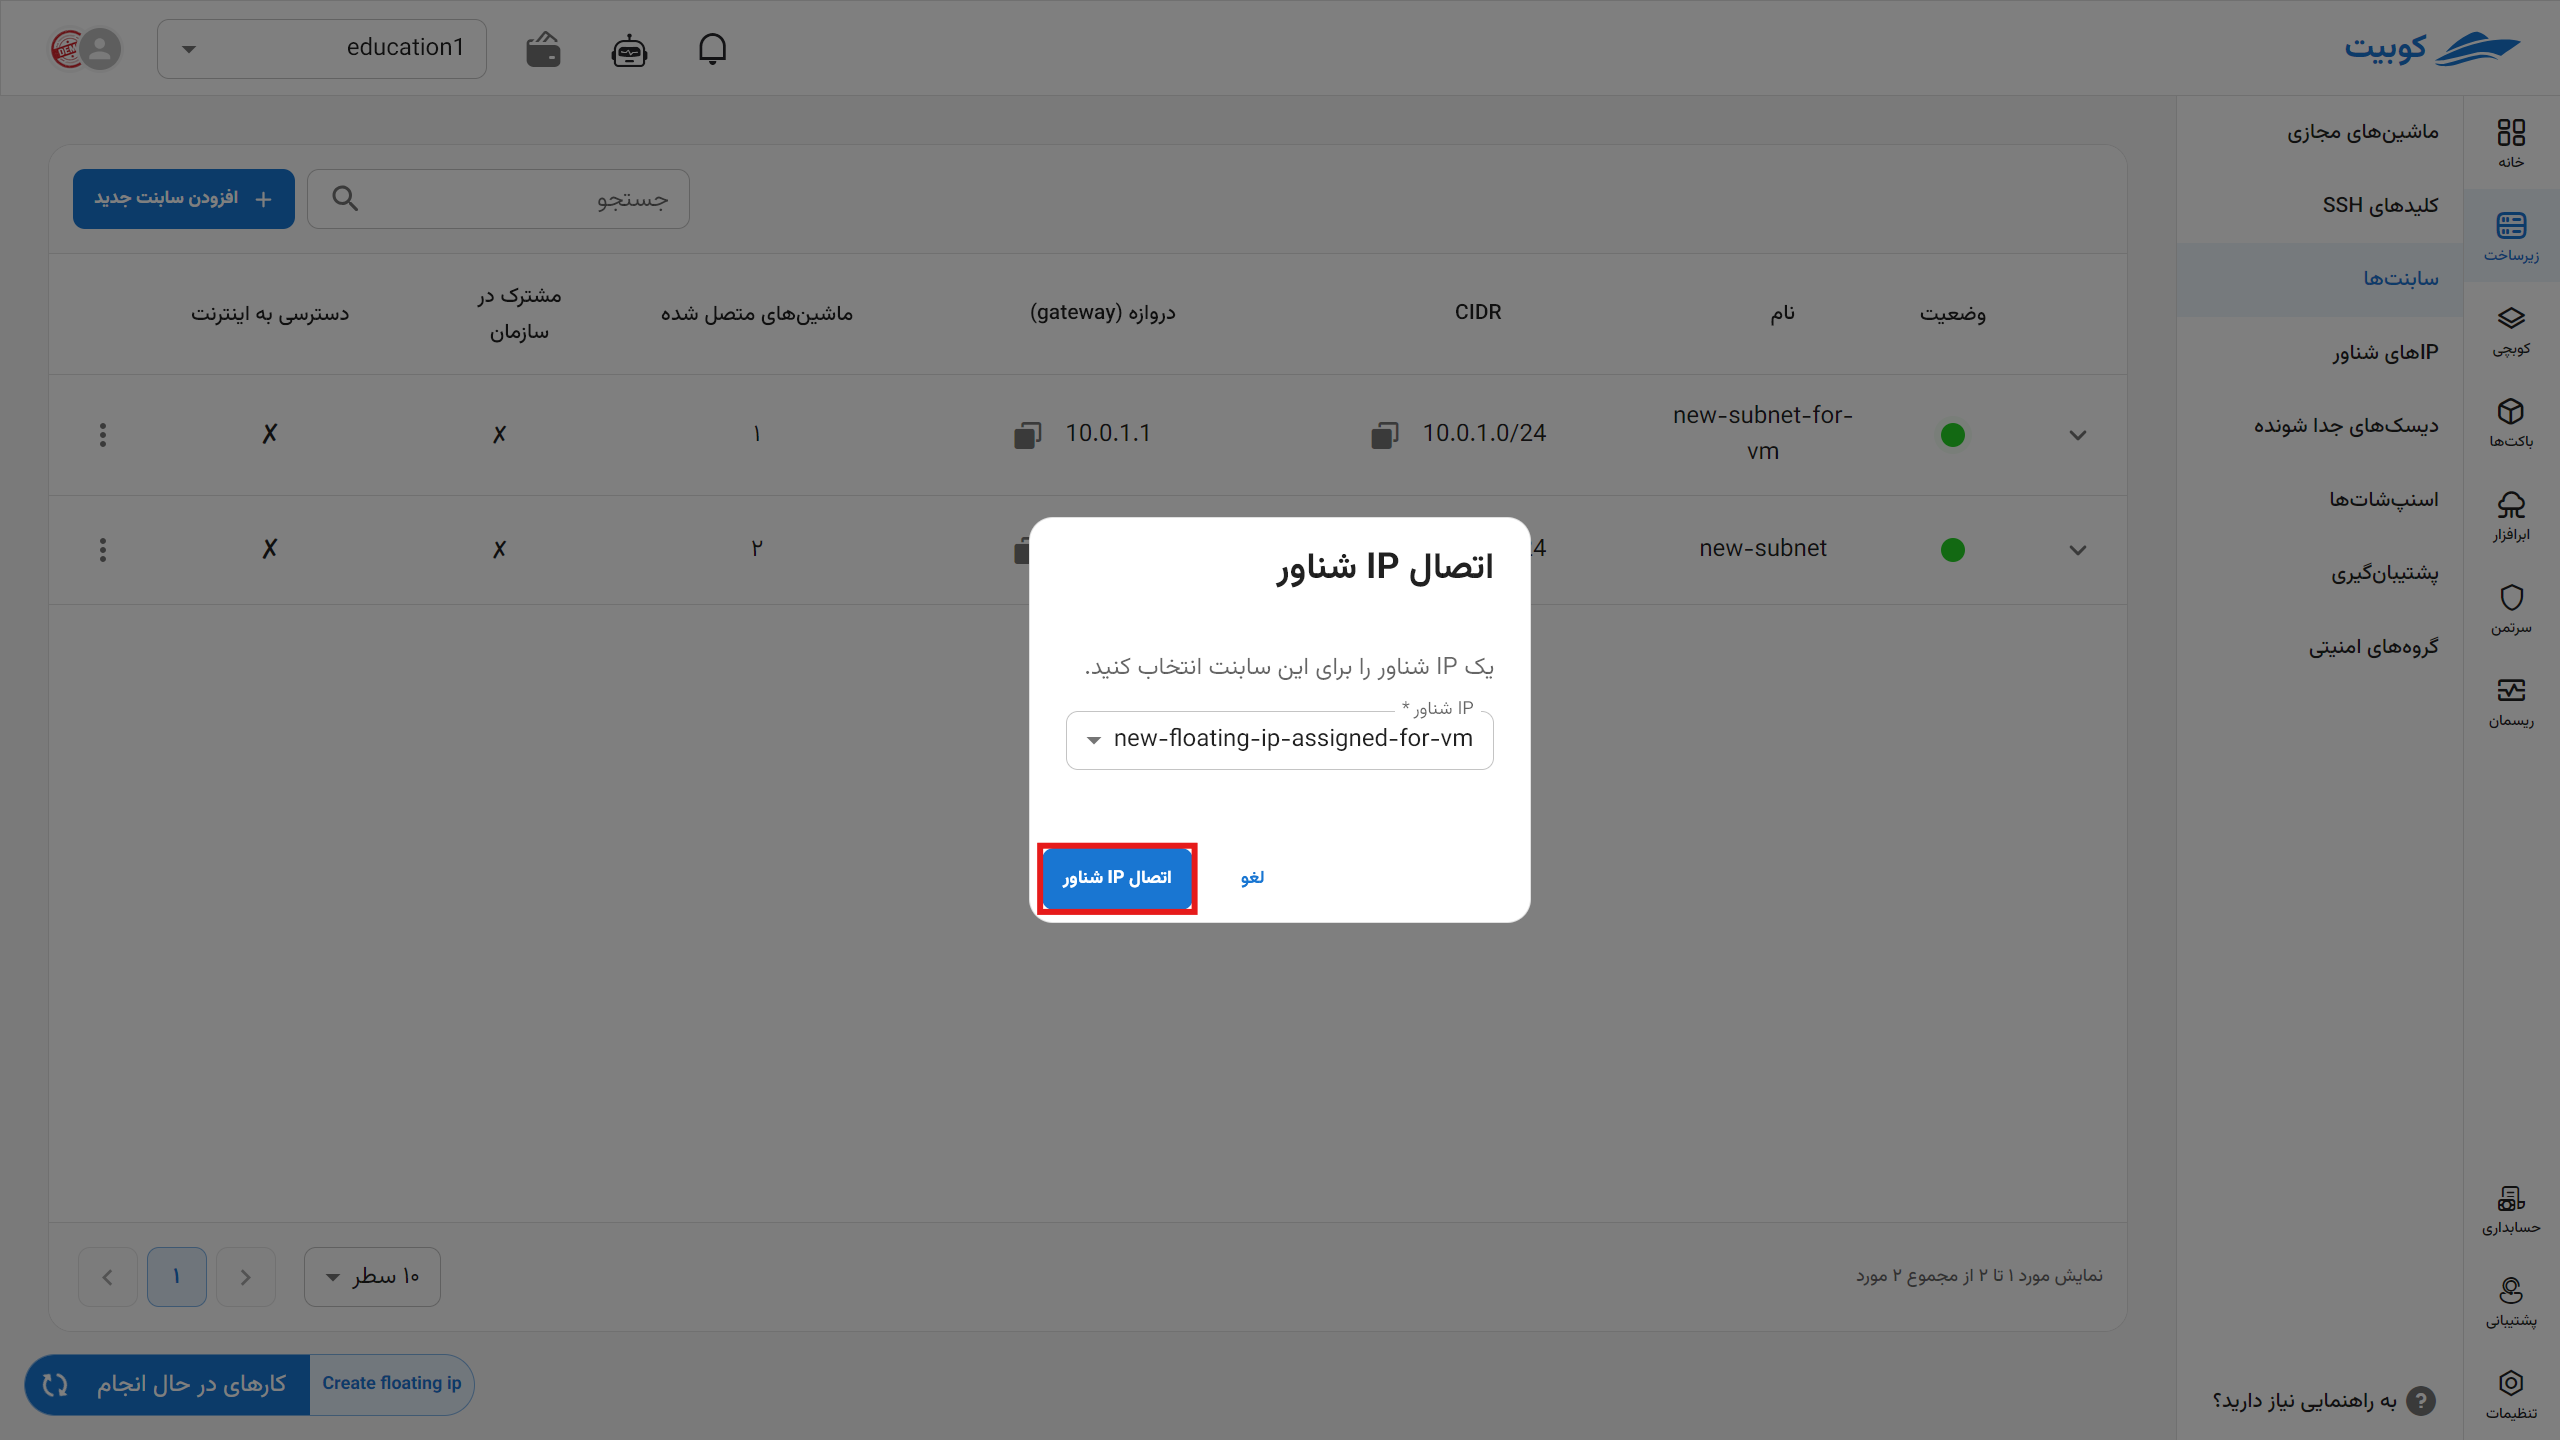 کوبیت
education1
DEMO
خانه
زیرساخت
کوبچی
باکت‌ها
ابرافزار
سرتمن
ریسمان
حسابداری
پشتیبانی
تنظیمات
ماشین‌های مجازی
کلیدهای SSH
سابنت‌ها
IPهای شناور
دیسک‌های جدا شونده
اسنپ‌شات‌ها
پشتیبان‌گیری
گروه‌های امنیتی
به راهنمایی نیاز دارید؟
جستجو
افزودن سابنت جدید
وضعیت
نام
CIDR
دروازه (gateway)
ماشین‌های متصل شده
مشترک در
سازمان
دسترسی به اینترنت
new-subnet-for-
vm
10.0.1.0/24
10.0.1.1
۱
✗
✗
new-subnet
4
۲
✗
✗
اتصال IP شناور
یک IP شناور را برای این سابنت انتخاب کنید.
IP شناور *
new-floating-ip-assigned-for-vm
لغو
اتصال IP شناور
نمایش مورد ۱ تا ۲ از مجموع ۲ مورد
۱۰ سطر
۱
Create floating ip
کارهای در حال انجام